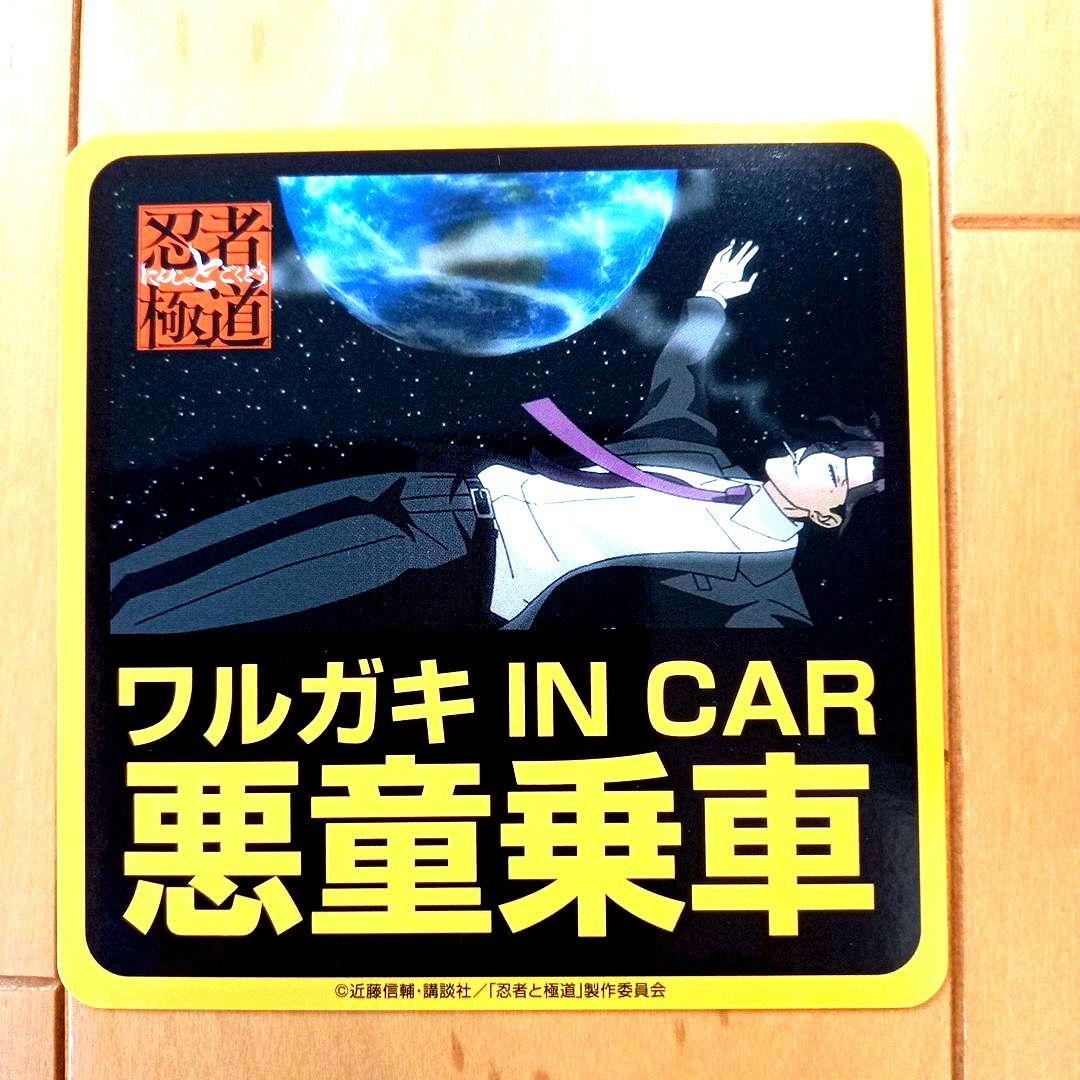 忍者
にんじゃとごくどう
極道
ワルガキ IN CAR
悪童乗車
©近藤信輔・講談社／「忍者と極道」製作委員会